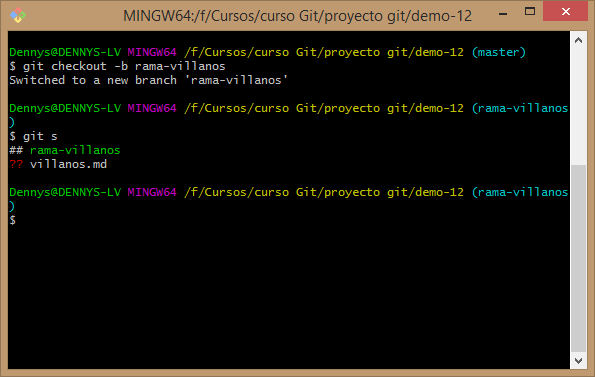 MINGW64:/f/Cursos/curso Git/proyecto git/demo-12
Dennys@DENNYS-LV MINGW64 /f/Cursos/curso Git/proyecto git/demo-12 (master)
$ git checkout -b rama-villanos
Switched to a new branch 'rama-villanos'
Dennys@DENNYS-LV MINGW64 /f/Cursos/curso Git/proyecto git/demo-12 (rama-villanos
)
$ git s
## rama-villanos
?? villanos.md
Dennys@DENNYS-LV MINGW64 /f/Cursos/curso Git/proyecto git/demo-12 (rama-villanos
)
$